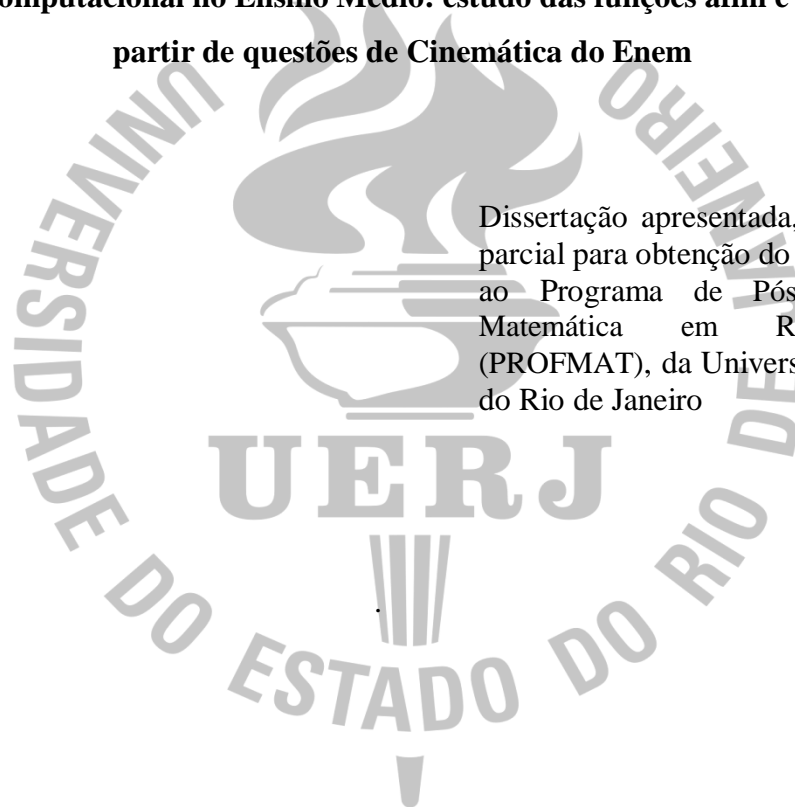 omputacional no Ensino Médio: estudo das funções afim e
partir de questões de Cinemática do Enem
Dissertação apresentada,
parcial para obtenção do
ao Programa de Pós
Matemática em R
(PROFMAT), da Univers
do Rio de Janeiro
UNIVERSIDADE DO ESTADO DO RIO DE JANEIRO
UERJ
.